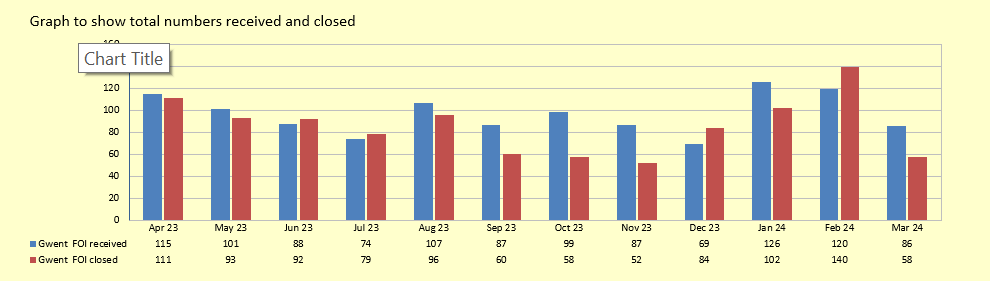 Graph to show total numbers received and closed
160
Chart Title
120
100
80
60
40
20
0
Apr 23 May 23 Jun 23 Jul 23 Aug 23 Sep 23 Oct 23 Nov 23 Dec 23 Jan 24 Feb 24 Mar 24
Gwent FOI received 115 101 88 74 107 87 99 87 69 126 120 86
Gwent FOI closed 111 93 92 79 96 60 58 52 84 102 140 58